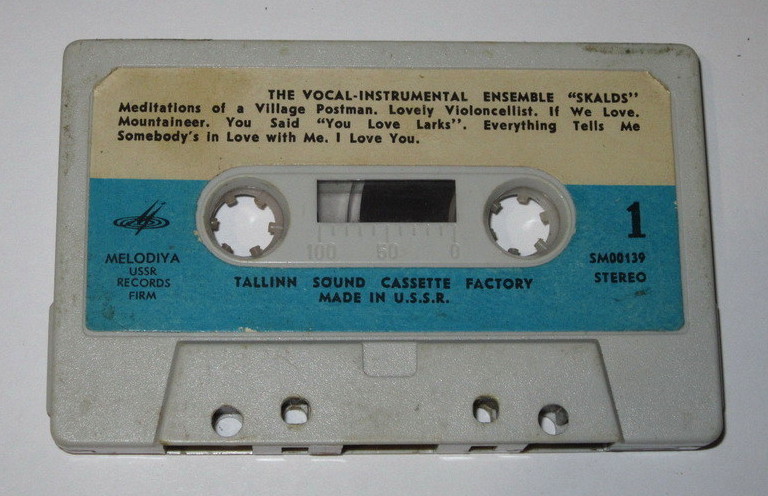 THE VOCAL-INSTRUMENTAL ENSEMBLE "SKALDS"
Meditations of a Village Postman. Lovely Violoncellist. If We Love.
Mountaineer. You Said "You Love Larks". Everything Tells Me
Somebody's in Love with Me. I Love You.
1
100 50 0
MELODIYA
USSR
RECORDS
FIRM
TALLINN SOUND CASSETTE FACTORY
MADE IN U.S.S.R.
SM00139
STEREO